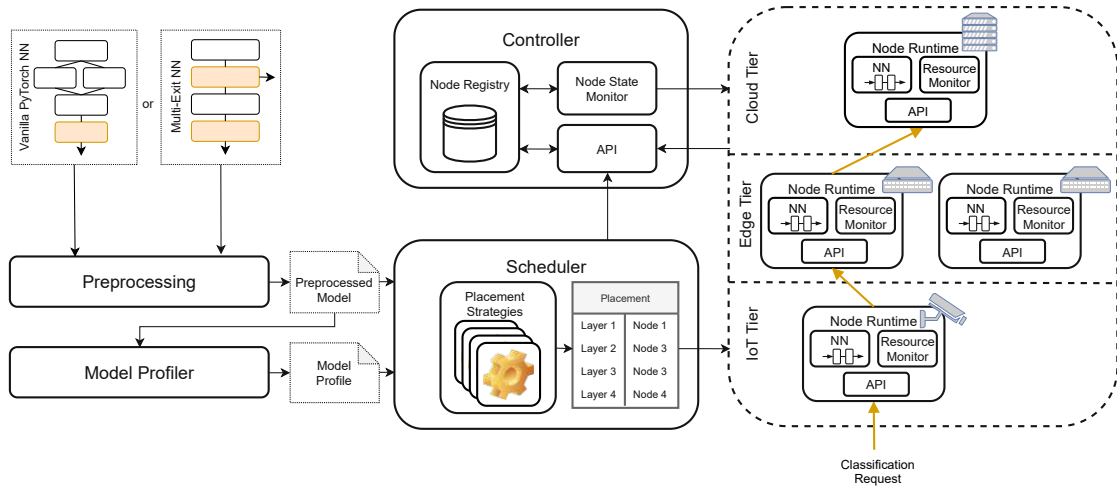 Vanilla PyTorch NN
or
Multi-Exit NN
Preprocessing
Preprocessed
Model
Model Profiler
Model
Profile
Controller
Node Registry
Node State
Monitor
API
Scheduler
Placement
Strategies
Placement
Layer 1
Node 1
Layer 2
Node 3
Layer 3
Node 3
Layer 4
Node 4
Cloud Tier
Node Runtime
NN
Resource
Monitor
API
Edge Tier
Node Runtime
NN
Resource
Monitor
API
Node Runtime
NN
Resource
Monitor
API
IoT Tier
Node Runtime
NN
Resource
Monitor
API
Classification
Request